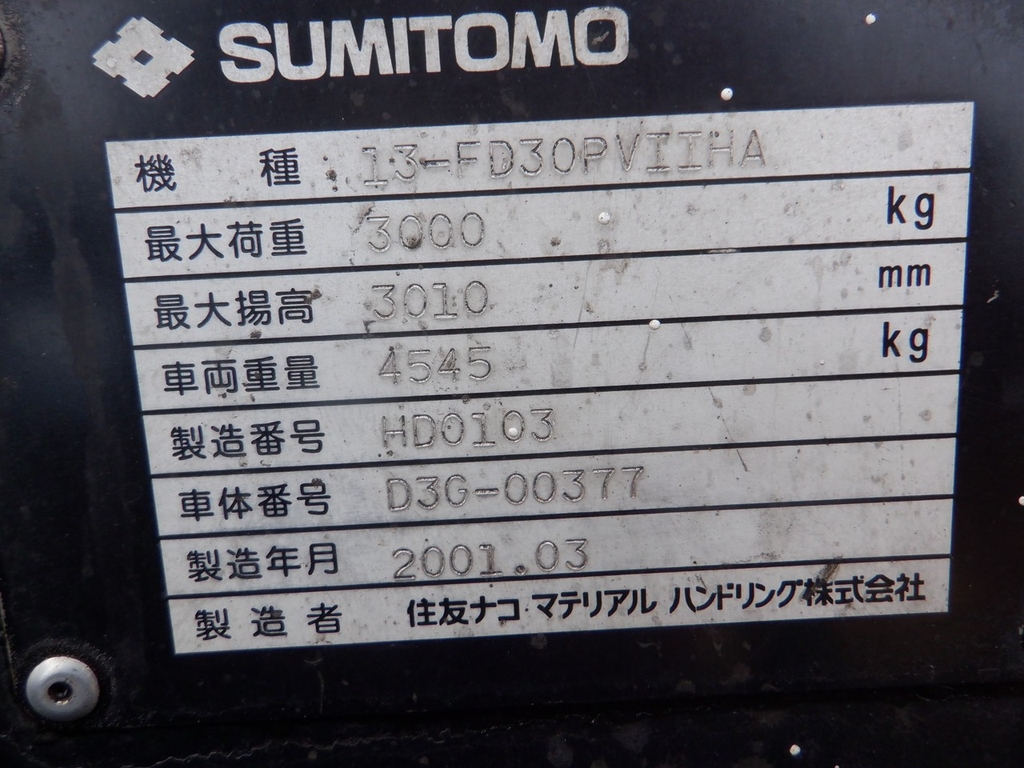 SUMITOMO
機 種 13-FD30PVIIHA
最大荷重 3000 kg
最大揚高 3010 mm
車両重量 4545 kg
製造番号 HD0103
車体番号 D3G-00377
製造年月 2001.03
製造者 住友ナコ マテリアル ハンドリング株式会社